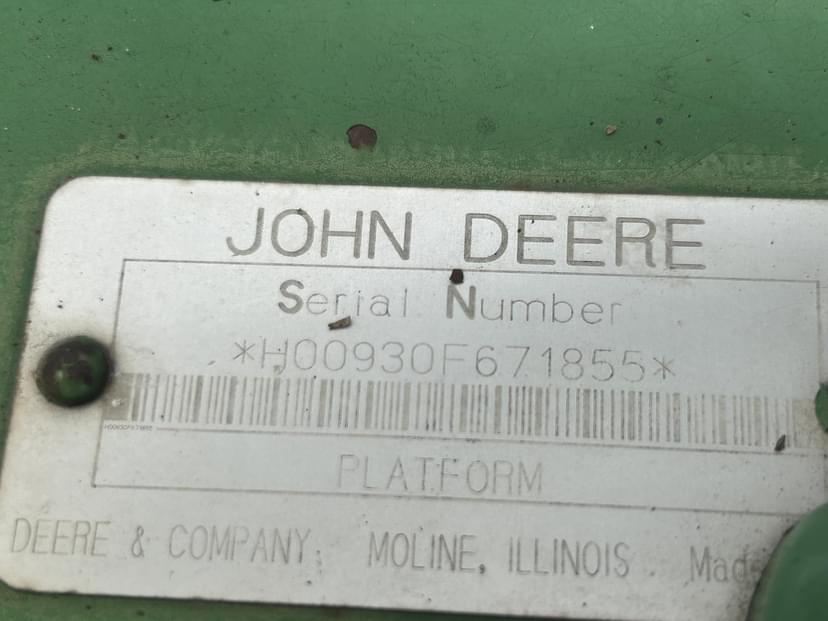 JOHN DEERE
Serial Number
*H00930F671855*
PLATFORM
DEERE & COMPANY, MOLINE, ILLINOIS.